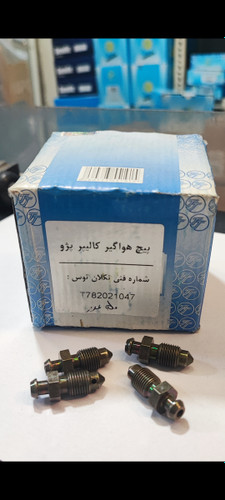 پیچ هواگیر کالیپر پژو
شماره فنی تکلان توس :
T782021047